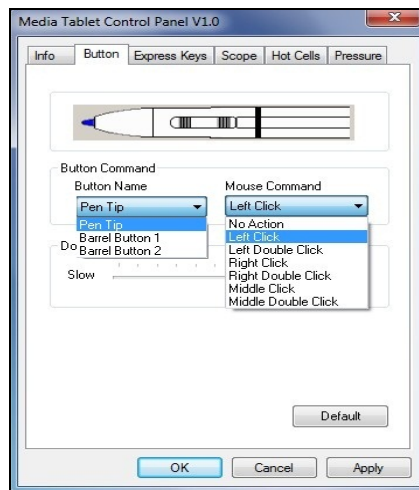 Media Tablet Control Panel V1.0
Info Button Express Keys Scope Hot Cells Pressure
Button Command
Button Name Mouse Command
Pen Tip Left Click
Pen Tip
Barrel Button 1
Barrel Button 2
No Action
Left Click
Left Double Click
Right Click
Right Double Click
Middle Click
Middle Double Click
Do
Slow
Default
OK Cancel Apply